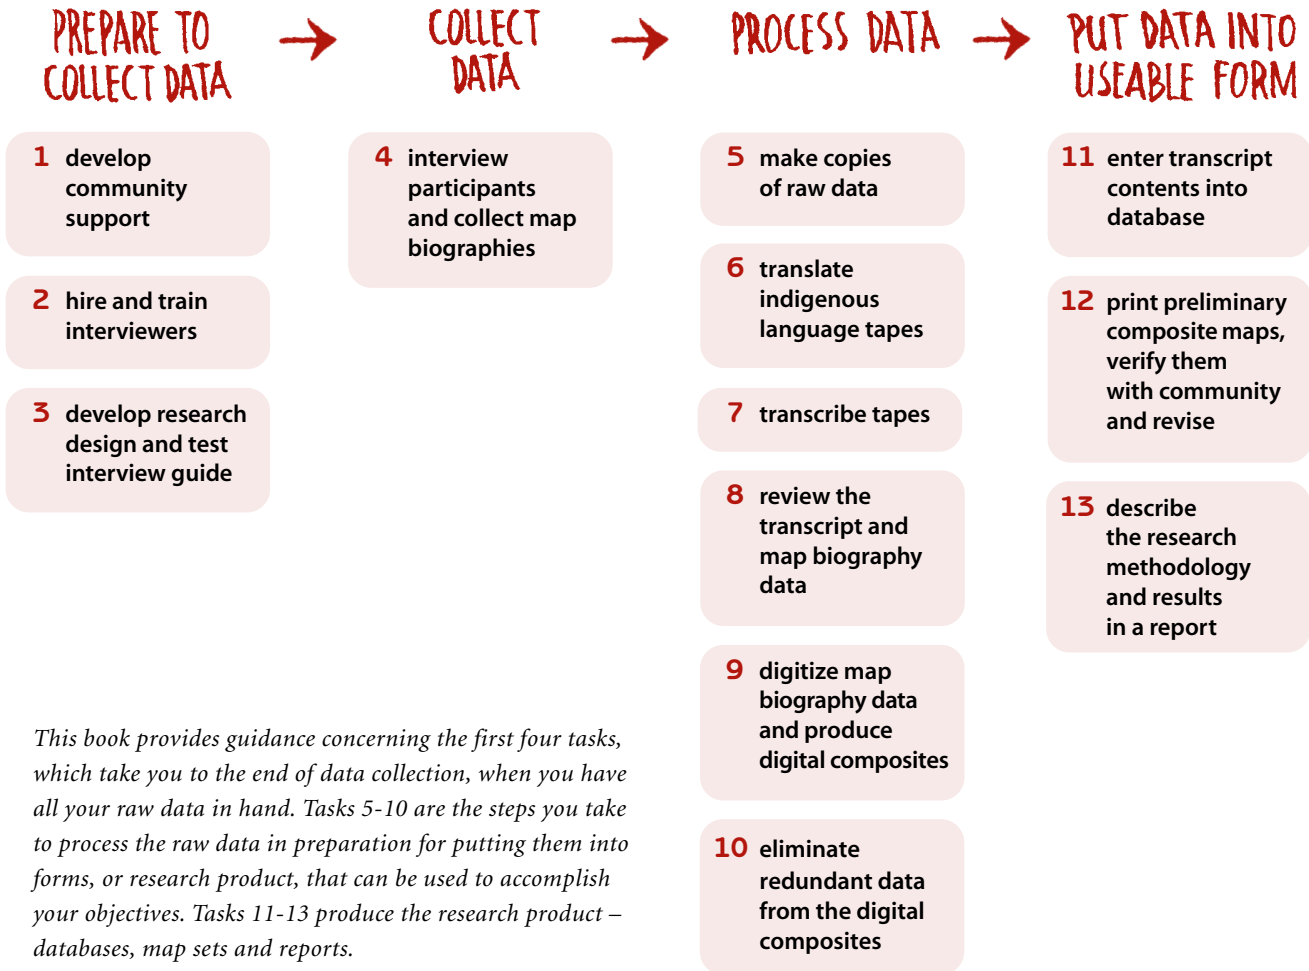 PREPARE TO
COLLECT DATA
COLLECT
DATA
PROCESS DATA
PUT DATA INTO
USEABLE FORM
1 develop
community
support
2 hire and train
interviewers
3 develop research
design and test
interview guide
4 interview
participants
and collect map
biographies
5 make copies
of raw data
6 translate
indigenous
language tapes
7 transcribe tapes
8 review the
transcript and
map biography
data
9 digitize map
biography data
and produce
digital composites
10 eliminate
redundant data
from the digital
composites
11 enter transcript
contents into
database
12 print preliminary
composite maps,
verify them
with community
and revise
13 describe
the research
methodology
and results
in a report
This book provides guidance concerning the first four tasks,
which take you to the end of data collection, when you have
all your raw data in hand. Tasks 5-10 are the steps you take
to process the raw data in preparation for putting them into
forms, or research product, that can be used to accomplish
your objectives. Tasks 11-13 produce the research product –
databases, map sets and reports.